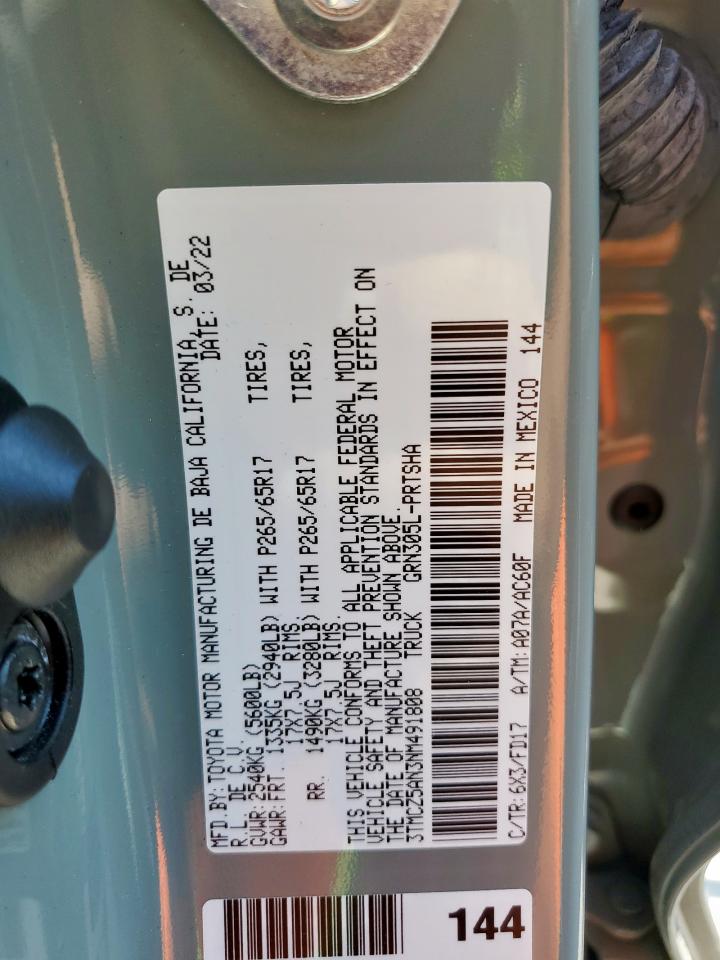 MFD.BY:TOYOTA MOTOR MANUFACTURING DE BAJA CALIFORNIA, S. DE
R.L. DE C.V. DATE: 03/22
GVWR:2540KG (5600LB)
GAWR:FRT. 1335KG (2940LB) WITH P265/65R17 TIRES,
17X7.5J RIMS.
RR. 1490KG (3280LB) WITH P265/65R17 TIRES,
17X7.5J RIMS.
THIS VEHICLE CONFORMS TO ALL APPLICABLE FEDERAL MOTOR
VEHICLE SAFETY AND THEFT PREVENTION STANDARDS IN EFFECT ON
THE DATE OF MANUFACTURE SHOWN ABOVE.
3TMCZ5AN3NM491808 TRUCK GRN305L-PRTSHA
C/TR:6X3/FD17 A/TM:A07A/AC60F MADE IN MEXICO 144
144